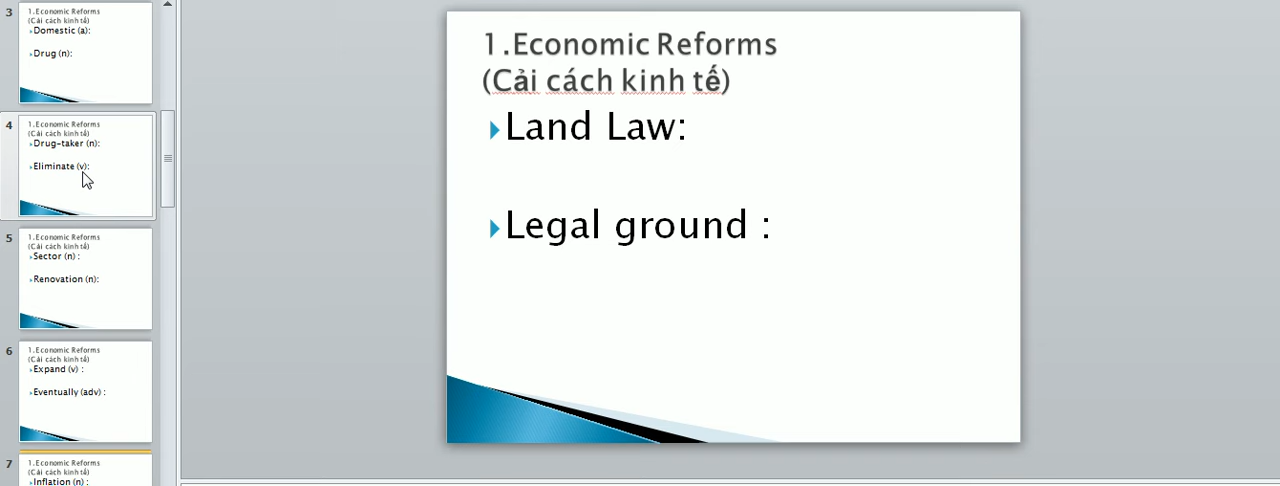 3
1.Economic Reforms
(Cải cách kinh tế)
Domestic (a):
Drug (n):
4
1.Economic Reforms
(Cải cách kinh tế)
Drug-taker (n):
Eliminate (v):
5
1.Economic Reforms
(Cải cách kinh tế)
Sector (n) :
Renovation (n):
6
1.Economic Reforms
(Cải cách kinh tế)
Expand (v) :
Eventually (adv) :
7
1.Economic Reforms
(Cải cách kinh tế)
Inflation (n) :
1.Economic Reforms
(Cải cách kinh tế)
Land Law:
Legal ground :